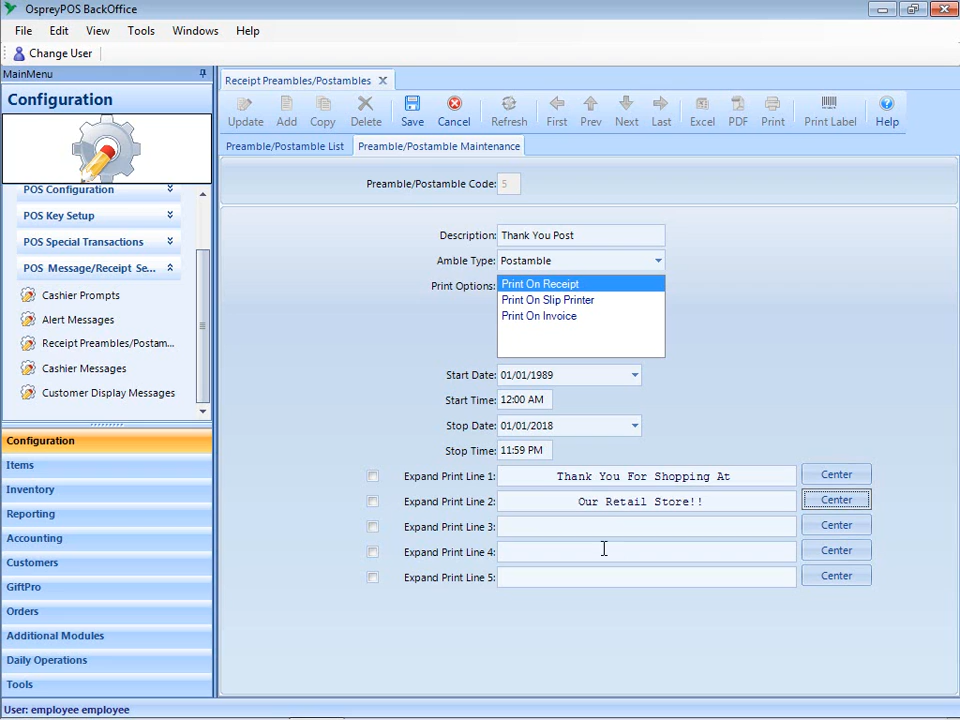 OspreyPOS BackOffice
File Edit View Tools Windows Help
Change User
MainMenu
Configuration
POS Configuration
POS Key Setup
POS Special Transactions
POS Message/Receipt Se...
Cashier Prompts
Alert Messages
Receipt Preambles/Postam...
Cashier Messages
Customer Display Messages
Configuration
Items
Inventory
Reporting
Accounting
Customers
GiftPro
Orders
Additional Modules
Daily Operations
Tools
Receipt Preambles/Postambles
Update Add Copy Delete Save Cancel Refresh First Prev Next Last Excel PDF Print Print Label Help
Preamble/Postamble List Preamble/Postamble Maintenance
Preamble/Postamble Code: 5
Description: Thank You Post
Amble Type: Postamble
Print Options: Print On Receipt
Print On Slip Printer
Print On Invoice
Start Date: 01/01/1989
Start Time: 12:00 AM
Stop Date: 01/01/2018
Stop Time: 11:59 PM
Expand Print Line 1: Thank You For Shopping At Center
Expand Print Line 2: Our Retail Store!! Center
Expand Print Line 3: Center
Expand Print Line 4: Center
Expand Print Line 5: Center
User: employee employee